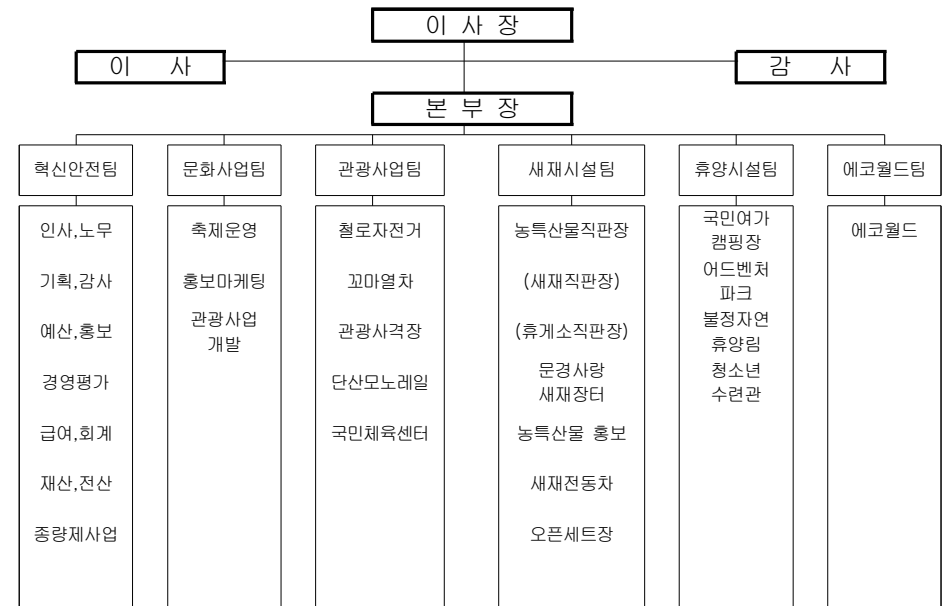 이 사 장
이 사
감 사
본 부 장
혁신안전팀
문화사업팀
관광사업팀
새재시설팀
휴양시설팀
에코월드팀
인사,노무
기획,감사
예산,홍보
경영평가
급여,회계
재산,전산
종량제사업
축제운영
홍보마케팅
관광사업
개발
철로자전거
꼬마열차
관광사격장
단산모노레일
국민체육센터
농특산물직판장
(새재직판장)
(휴게소직판장)
문경사랑
새재장터
농특산물 홍보
새재전동차
오픈세트장
국민여가
캠핑장
어드벤처
파크
불정자연
휴양림
청소년
수련관
에코월드